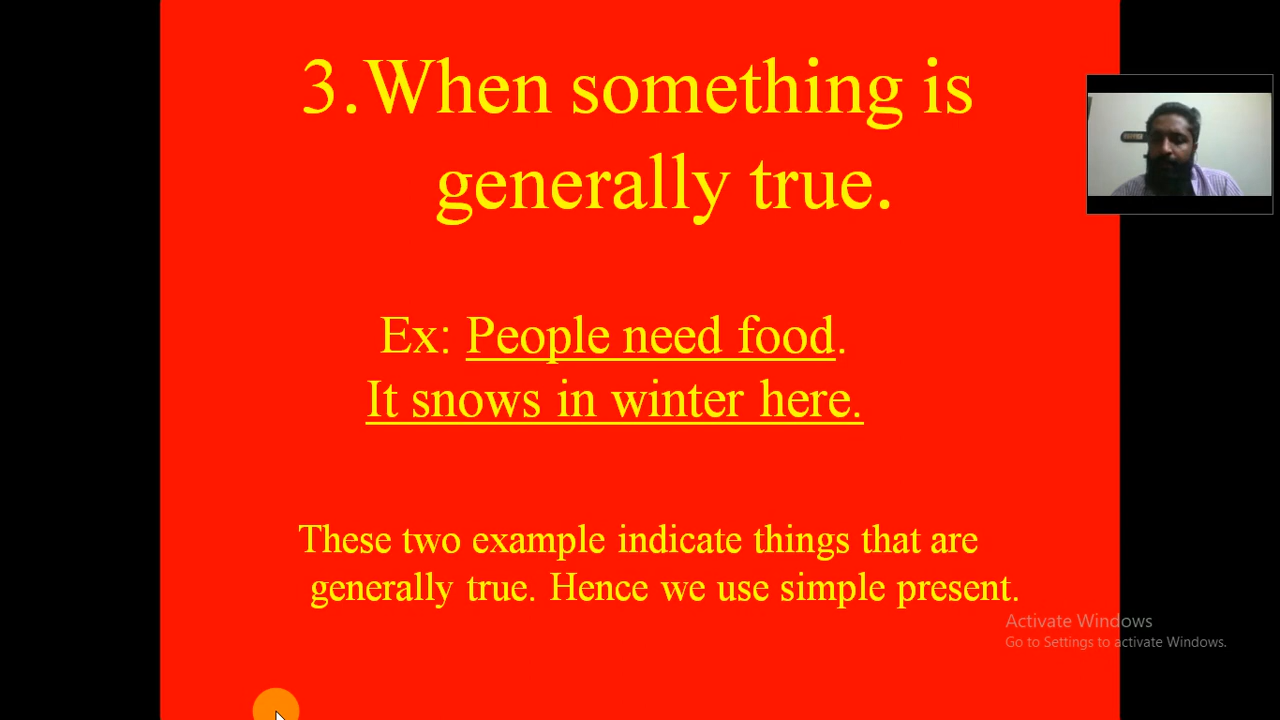 3.When something is
generally true.
Ex: People need food.
It snows in winter here.
These two example indicate things that are
generally true. Hence we use simple present.
Activate Windows
Go to Settings to activate Windows.